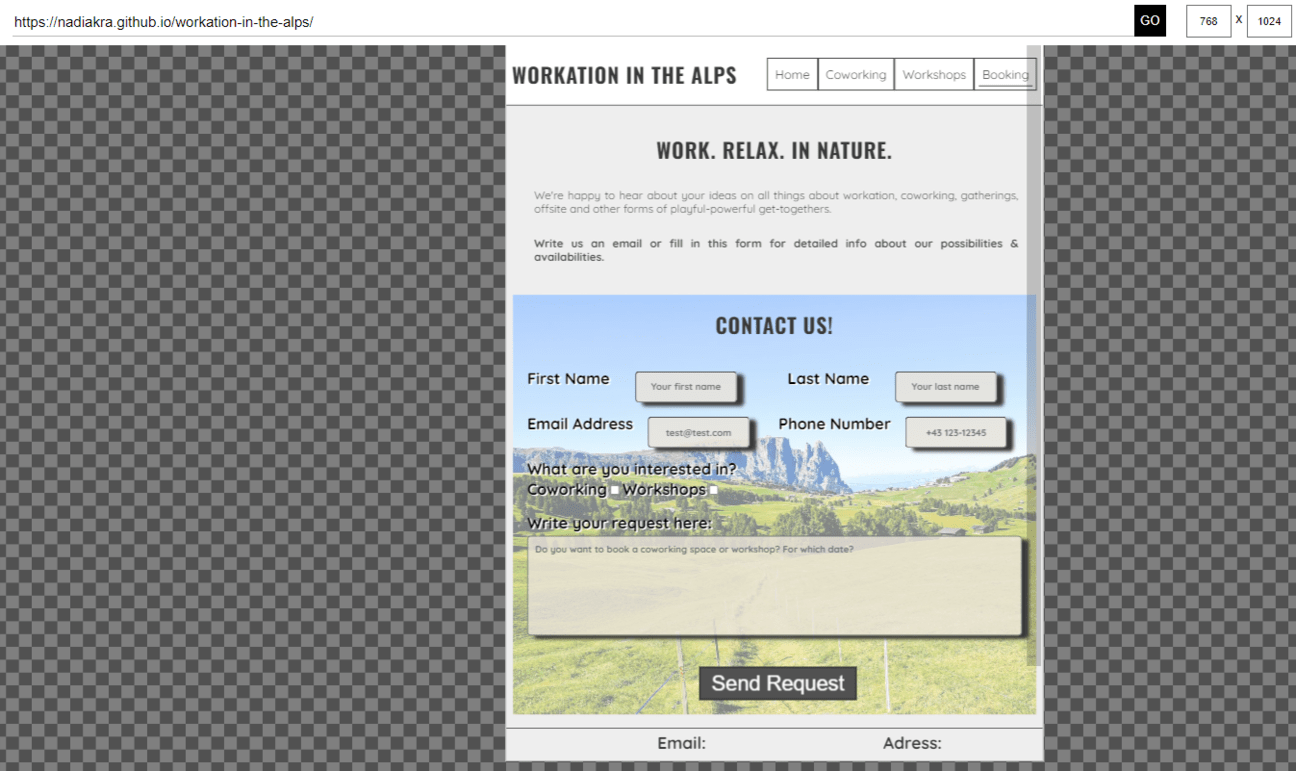 https://nadiakra.github.io/workation-in-the-alps/ GO 768 X 1024
WORKATION IN THE ALPS Home Coworking Workshops Booking
WORK. RELAX. IN NATURE.
We're happy to hear about your ideas on all things about workation, coworking, gatherings,
offsite and other forms of playful-powerful get-togethers.
Write us an email or fill in this form for detailed info about our possibilities &
availabilities.
CONTACT US!
First Name Your first name Last Name Your last name
Email Address test@test.com Phone Number +43 123-12345
What are you interested in?
Coworking Workshops
Write your request here:
Do you want to book a coworking space or workshop? For which date?
Send Request
Email: Adress: